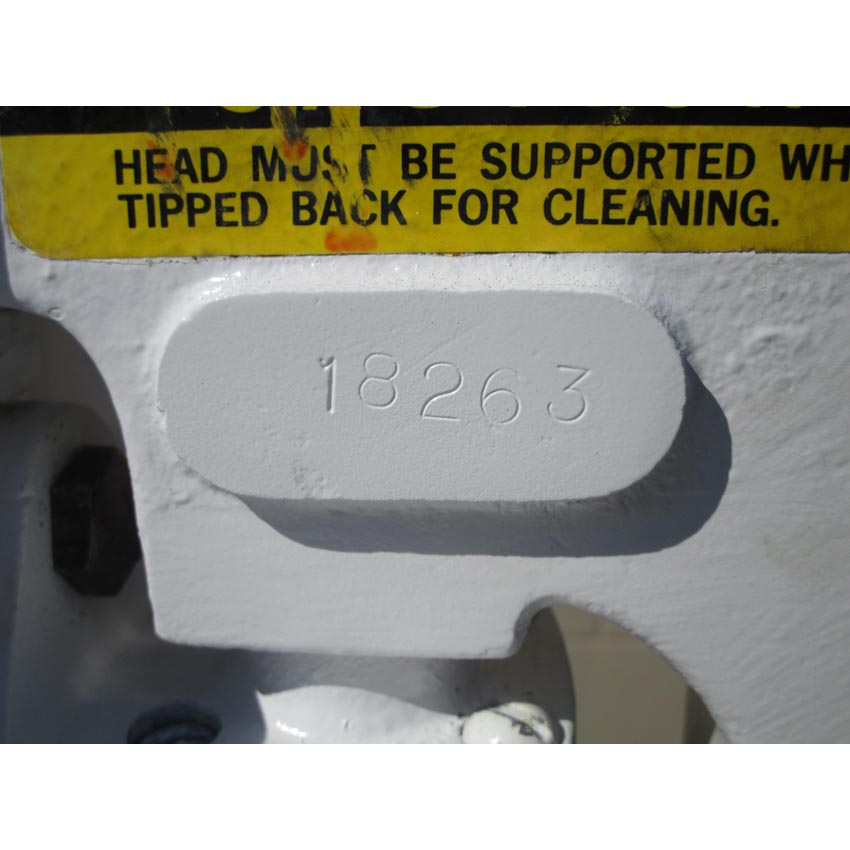 HEAD MUST BE SUPPORTED WH
TIPPED BACK FOR CLEANING.
18263